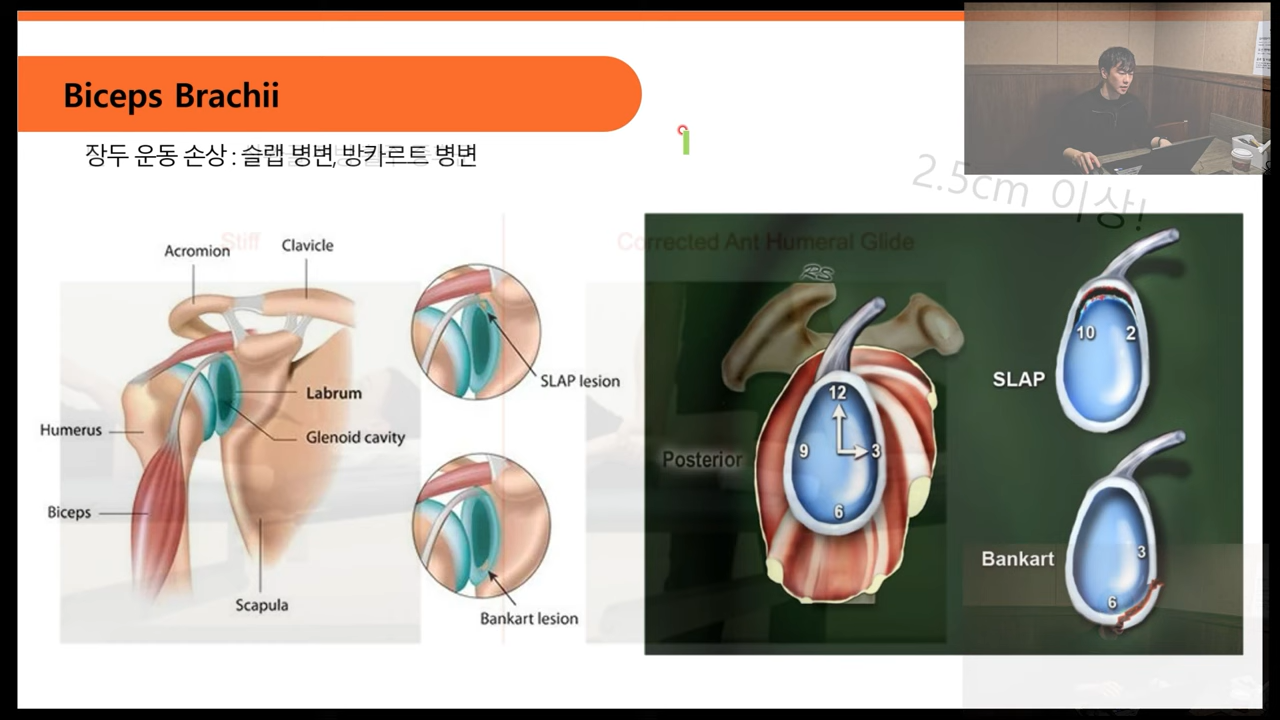 Biceps Brachii
장두 운동 손상 : 슬랩 병변, 방카르트 병변
2.5cm 이상!
Stiff
Corrected Ant Humeral Glide
Acromion
Clavicle
SLAP lesion
Labrum
Humerus
Glenoid cavity
Biceps
Scapula
Bankart lesion
RS
Posterior
12
9
3
6
SLAP
10
2
Bankart
3
6